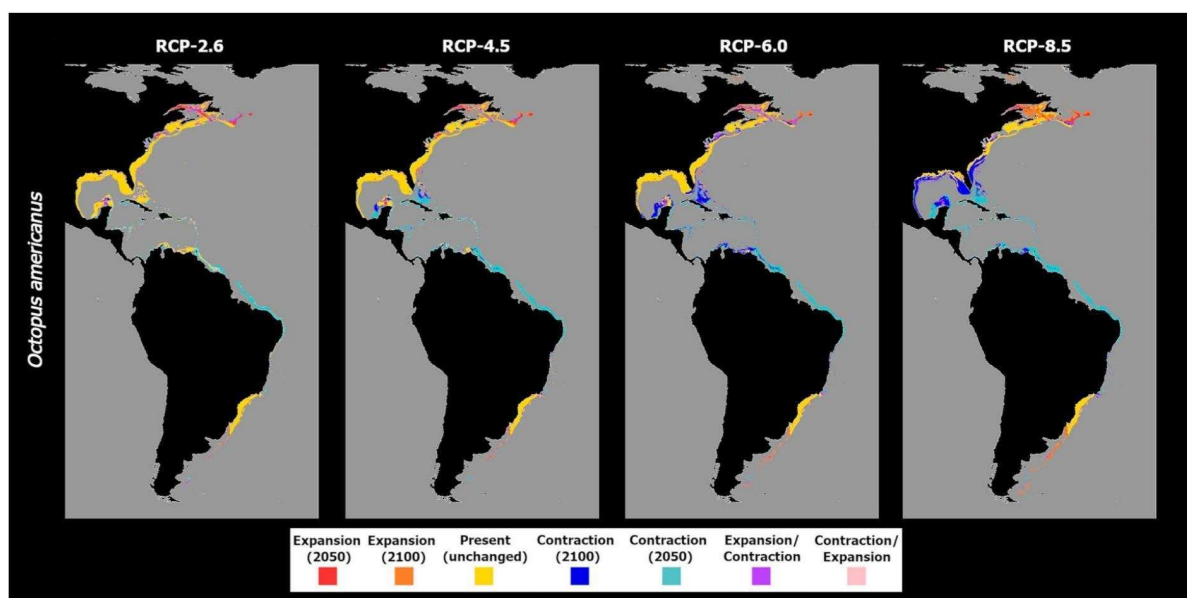 RCP-2.6 RCP-4.5 RCP-6.0 RCP-8.5
Octopus americanus
Expansion (2050)
Expansion (2100)
Present (unchanged)
Contraction (2100)
Contraction (2050)
Expansion/ Contraction
Contraction/ Expansion